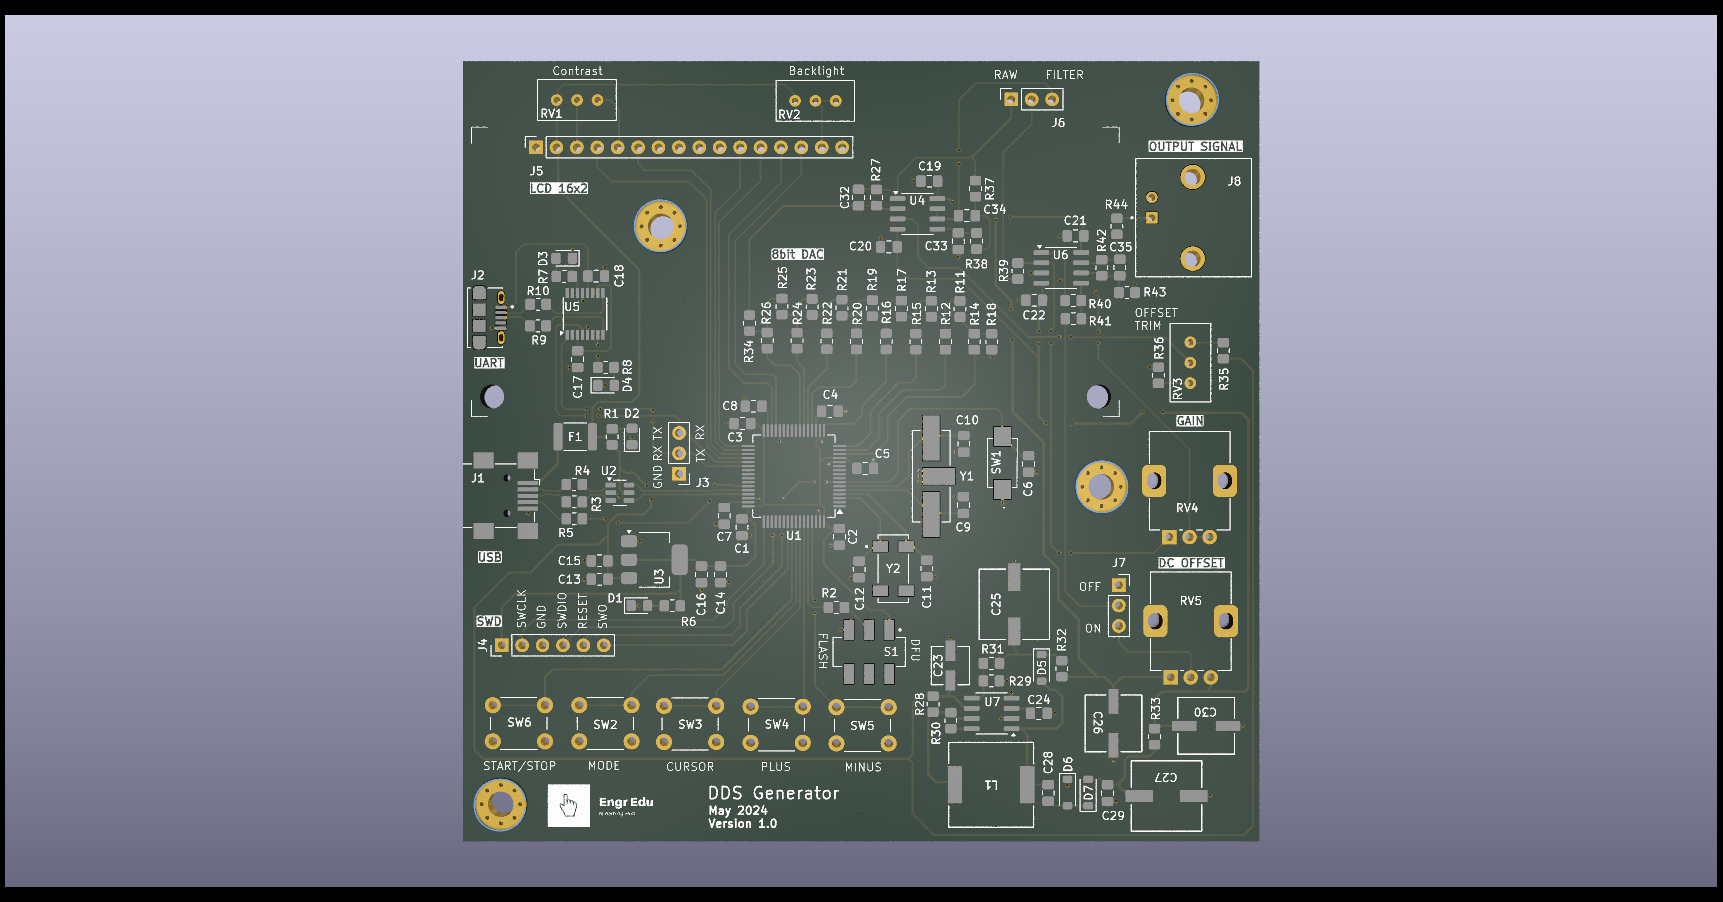 Contrast
Backlight
RAW FILTER
RV1
RV2
J6
OUTPUT SIGNAL
J5
LCD 16x2
C19
R27
C32
U4
R37
C34
J8
R44
C21
R42
C35
C20
C33
R38
U6
R39
8bit DAC
D3
R7
C18
J2
R10
U5
R9
UART
R25
R23
R21
R19
R17
R13
R11
R26
R24
R22
R20
R16
R15
R12
R14
R18
R34
C22
R40
R41
R43
OFFSET
TRIM
R36
RV3
R35
C17
R8
D4
C8
C4
C3
GAIN
R1 D2
F1
TX
RX
RX
TX
GND
J3
C10
C5
Y1
SW1
C6
C9
J1
R4
U2
R3
R5
USB
RV4
C7
C1
U1
C2
C15
C13
U3
C16
C14
D1
R6
Y2
C12
C11
R2
J7
DC OFFSET
OFF
ON
RV5
SWD
SWCLK
GND
SWDIO
RESET
SWO
J4
FLASH
S1
DFU
C25
C23
R31
R29
D5
R32
R28
R30
U7
C24
C26
R33
C30
SW6
SW2
SW3
SW4
SW5
START/STOP
MODE
CURSOR
PLUS
MINUS
L1
C28
D6
D7
C29
C27
Engr Edu
DDS Generator
May 2024
Version 1.0